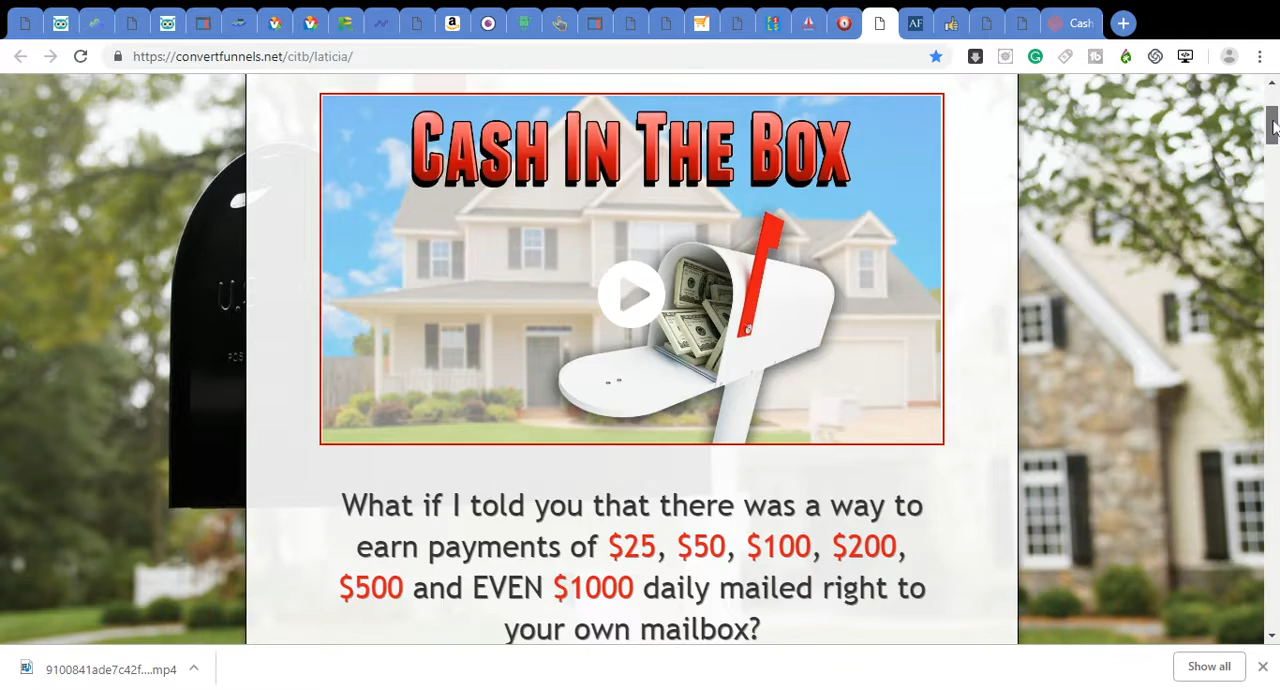 Cash
https://convertfunnels.net/citb/laticia/
CASH IN THE BOX
U.S
What if I told you that there was a way to
earn payments of $25, $50, $100, $200,
$500 and EVEN $1000 daily mailed right to
your own mailbox?
9100841ade7c42f....mp4
Show all